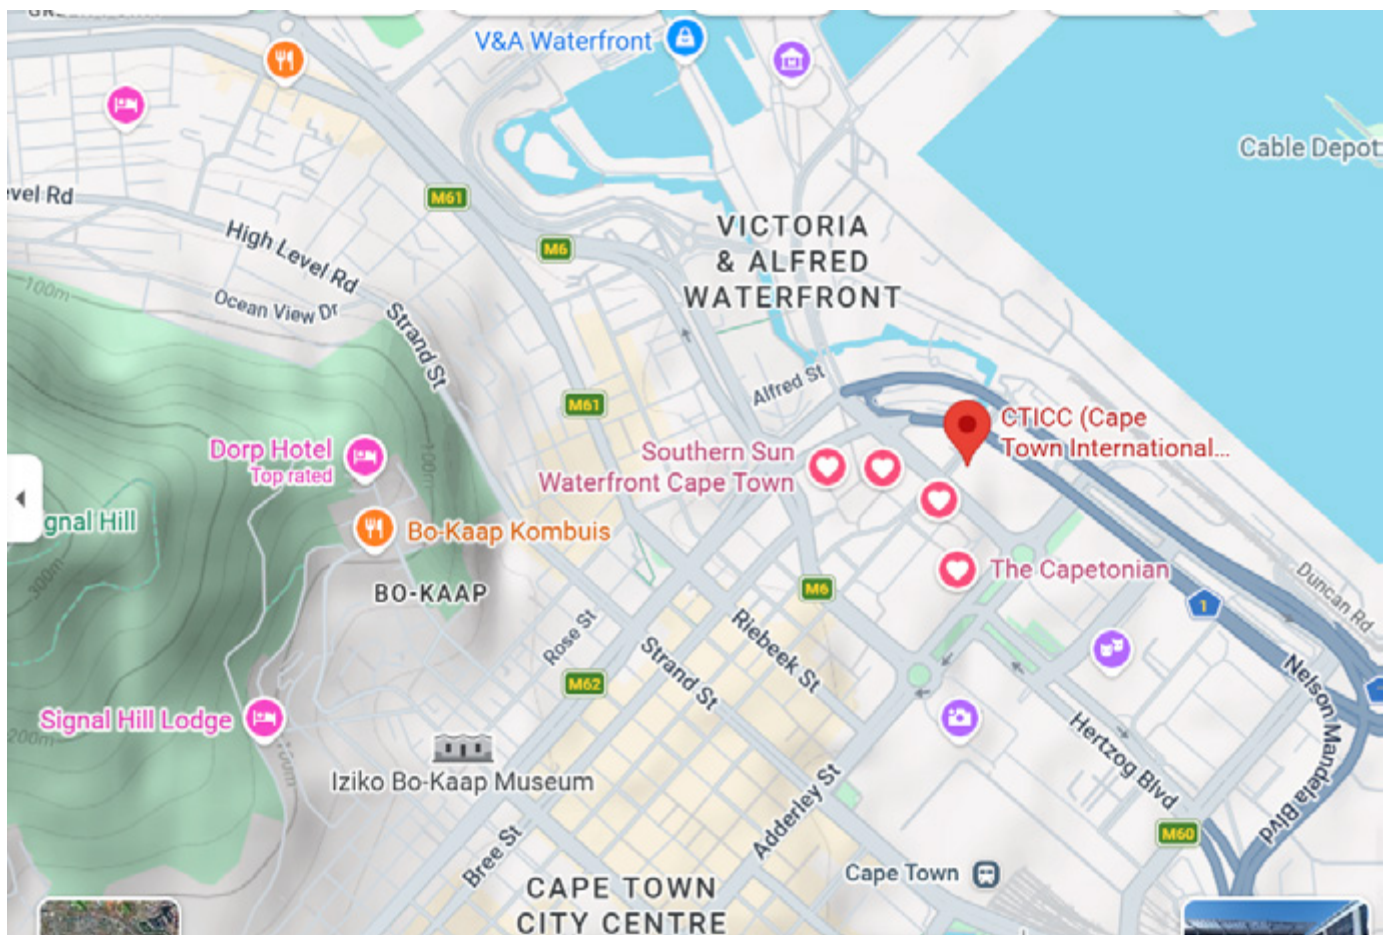 V&A Waterfront
Cable Depot
evel Rd
M61
High Level Rd
M6
VICTORIA
& ALFRED
WATERFRONT
100m
Ocean View Dr
Strand St
Alfred St
M61
CTICC (Cape
Town International...
Dorp Hotel
Top rated
100m
Southern Sun
Waterfront Cape Town
gnal Hill
Bo-Kaap Kombuis
300m
The Capetonian
Duncan Rd
BO-KAAP
M6
1
Rose St
Riebeek St
Strand St
M62
Nelson Mandela Blvd
Signal Hill Lodge
200m
100m
Hertzog Blvd
Iziko Bo-Kaap Museum
Adderley St
M60
Bree St
Cape Town
CAPE TOWN
CITY CENTRE